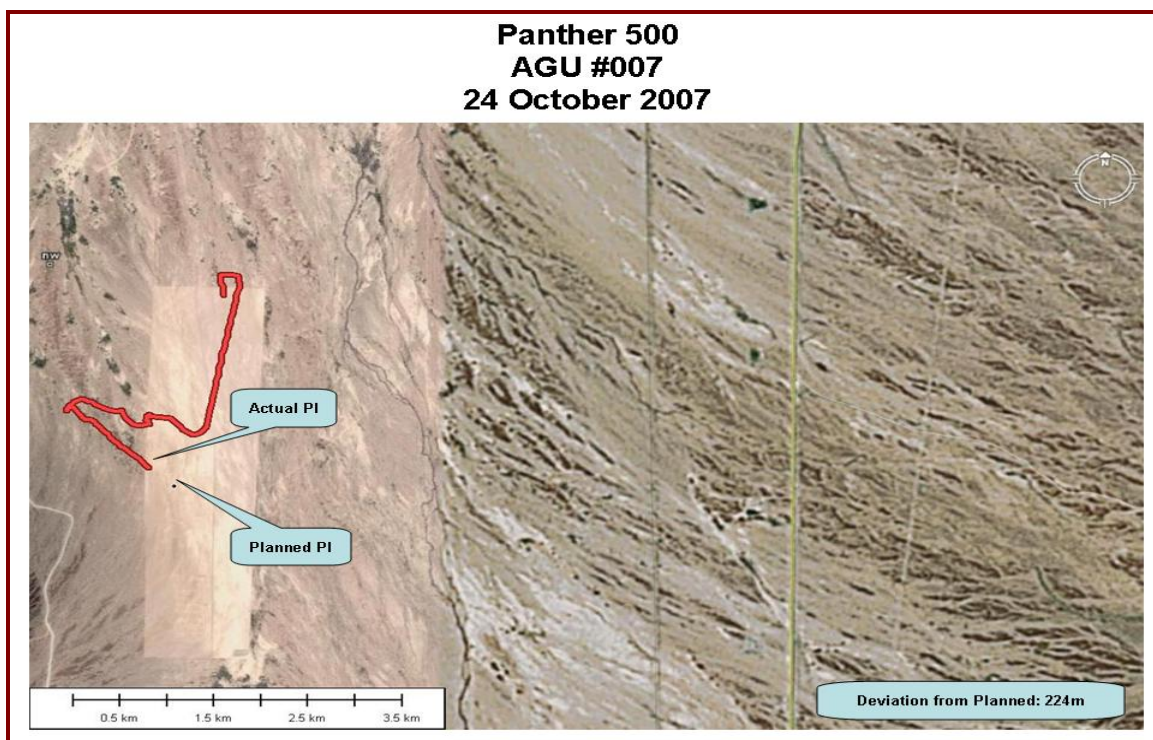 Panther 500
AGU #007
24 October 2007
N
nw
Actual PI
Planned PI
0.5 km 1.5 km 2.5 km 3.5 km
Deviation from Planned: 224m